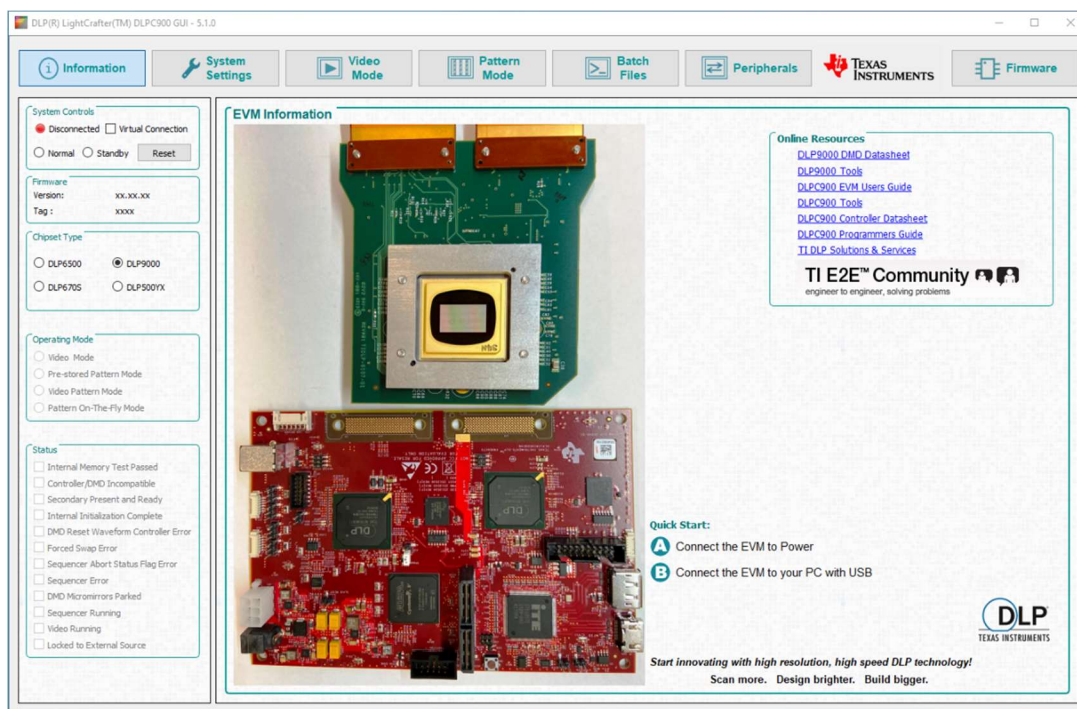 DLP(R) LightCrafter(TM) DLPC900 GUI - 5.1.0
Information
System Settings
Video Mode
Pattern Mode
Batch Files
Peripherals
TEXAS INSTRUMENTS
Firmware
System Controls
Disconnected
Virtual Connection
Normal
Standby
Reset
Firmware
Version: xx.xx.xx
Tag : xxxx
Chipset Type
DLP6500
DLP9000
DLP670S
DLP500YX
Operating Mode
Video Mode
Pre-stored Pattern Mode
Video Pattern Mode
Pattern On-The-Fly Mode
Status
Internal Memory Test Passed
Controller/DMD Incompatible
Secondary Present and Ready
Internal Initialization Complete
DMD Reset Waveform Controller Error
Forced Swap Error
Sequencer Abort Status Flag Error
Sequencer Error
DMD Micromirrors Parked
Sequencer Running
Video Running
Locked to External Source
EVM Information
DLP
DLP
ITE
Online Resources
DLP9000 DMD Datasheet
DLP9000 Tools
DLPC900 EVM Users Guide
DLPC900 Tools
DLPC900 Controller Datasheet
DLPC900 Programmers Guide
TI DLP Solutions & Services
TI E2E™ Community
engineer to engineer, solving problems
Quick Start:
A Connect the EVM to Power
B Connect the EVM to your PC with USB
DLP
TEXAS INSTRUMENTS
Start innovating with high resolution, high speed DLP technology!
Scan more. Design brighter. Build bigger.